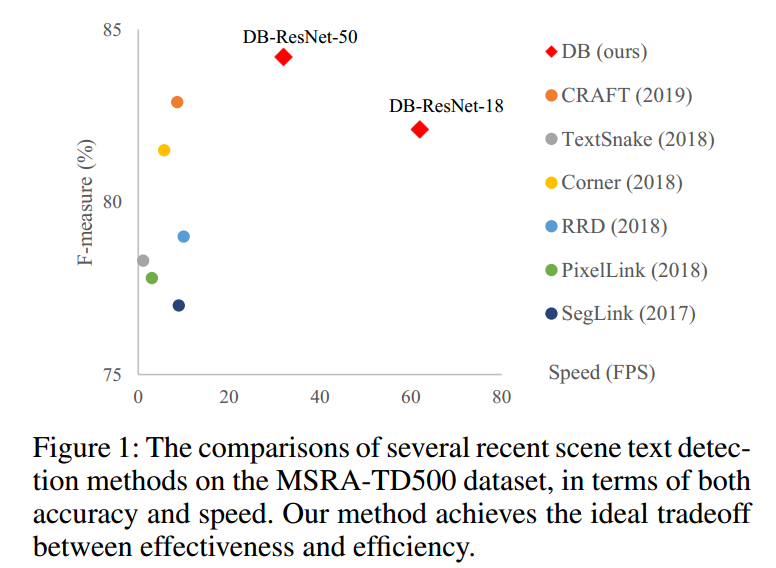 85
DB-ResNet-50
DB (ours)
CRAFT (2019)
DB-ResNet-18
TextSnake (2018)
Corner (2018)
F-measure (%)
80
RRD (2018)
PixelLink (2018)
SegLink (2017)
75
Speed (FPS)
0 20 40 60 80
Figure 1: The comparisons of several recent scene text detec-
tion methods on the MSRA-TD500 dataset, in terms of both
accuracy and speed. Our method achieves the ideal tradeoff
between effectiveness and efficiency.